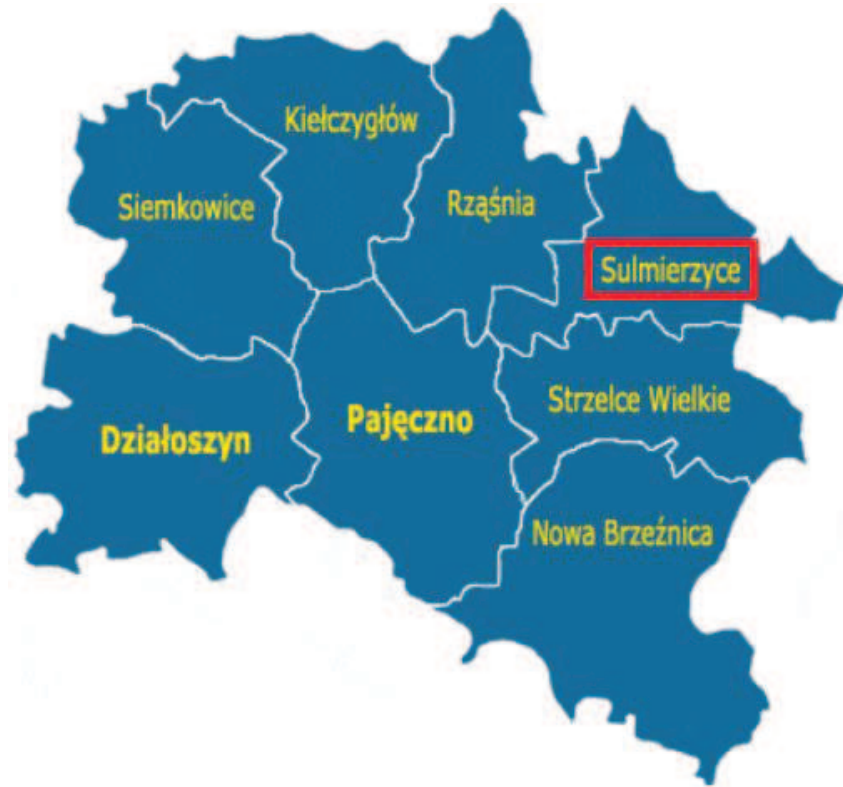 Kiełczygłów
Siemkowice
Rząśnia
Sulmierzyce
Strzelce Wielkie
Pajęczno
Działoszyn
Nowa Brzeźnica